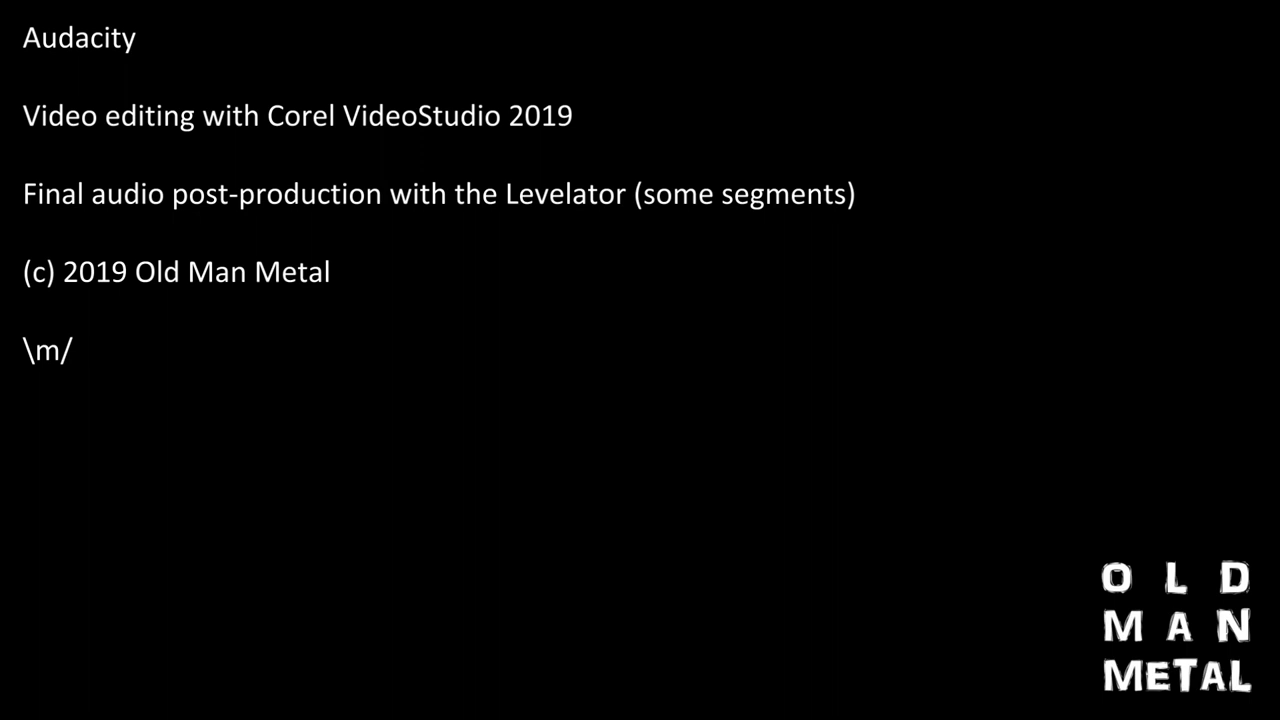 Audacity
Video editing with Corel VideoStudio 2019
Final audio post-production with the Levelator (some segments)
(c) 2019 Old Man Metal
\m/
OLD
MAN
METAL